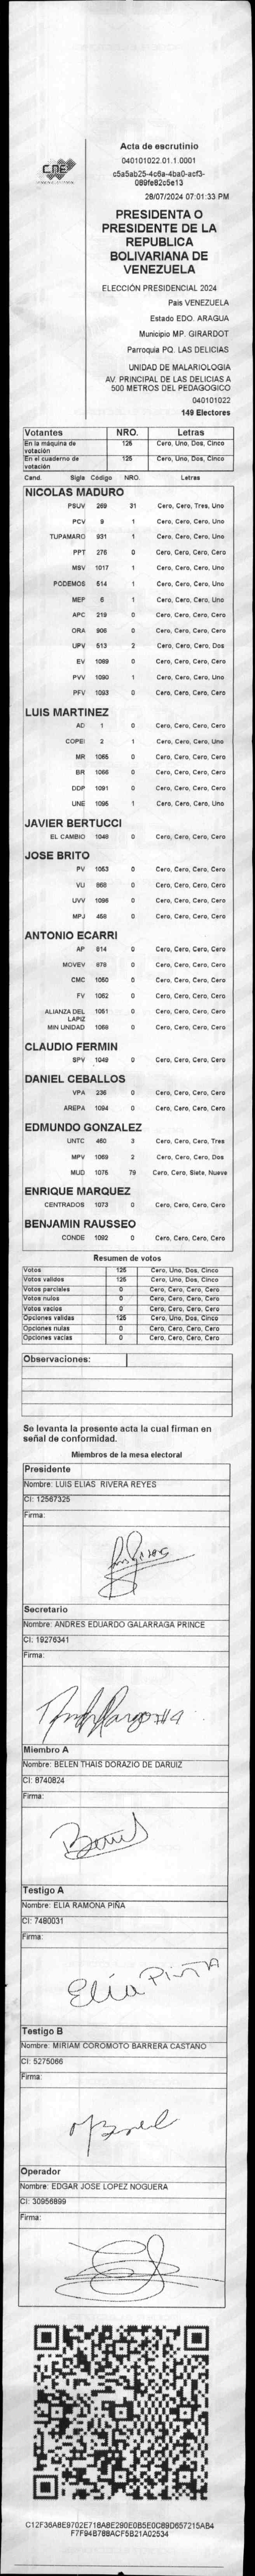 CNE
Acta de escrutinio
040101022.01.1.0001
c5a5ab25-4c6a-4ba0-acf3-
089fe82c5e13
28/07/2024 07:01:33 PM
PRESIDENTA O
PRESIDENTE DE LA
REPUBLICA
BOLIVARIANA DE
VENEZUELA
ELECCIÓN PRESIDENCIAL 2024
Pais VENEZUELA
Estado EDO. ARAGUA
Municipio MP. GIRARDOT
Parroquia PQ. LAS DELICIAS
UNIDAD DE MALARIOLOGIA
AV. PRINCIPAL DE LAS DELICIAS A
500 METROS DEL PEDAGOGICO
040101022
149 Electores
Votantes NRO. Letras
En la máquina de votación 125 Cero, Uno, Dos, Cinco
En el cuaderno de votación 125 Cero, Uno, Dos, Cinco
Cand. Sigla Código NRO. Letras
NICOLAS MADURO
PSUV 269 31 Cero, Cero, Tres, Uno
PCV 9 1 Cero, Cero, Cero, Uno
TUPAMARO 931 1 Cero, Cero, Cero, Uno
PPT 276 0 Cero, Cero, Cero, Cero
MSV 1017 1 Cero, Cero, Cero, Uno
PODEMOS 514 1 Cero, Cero, Cero, Uno
MEP 6 1 Cero, Cero, Cero, Uno
APC 219 0 Cero, Cero, Cero, Cero
ORA 906 0 Cero, Cero, Cero, Cero
UPV 513 2 Cero, Cero, Cero, Dos
EV 1089 0 Cero, Cero, Cero, Cero
PVV 1090 1 Cero, Cero, Cero, Uno
PFV 1093 0 Cero, Cero, Cero, Cero
LUIS MARTINEZ
AD 1 0 Cero, Cero, Cero, Cero
COPEI 2 1 Cero, Cero, Cero, Uno
MR 1065 0 Cero, Cero, Cero, Cero
BR 1066 0 Cero, Cero, Cero, Cero
DDP 1091 0 Cero, Cero, Cero, Cero
UNE 1095 1 Cero, Cero, Cero, Uno
JAVIER BERTUCCI
EL CAMBIO 1048 0 Cero, Cero, Cero, Cero
JOSE BRITO
PV 1053 0 Cero, Cero, Cero, Cero
VU 868 0 Cero, Cero, Cero, Cero
UVV 1096 0 Cero, Cero, Cero, Cero
MPJ 458 0 Cero, Cero, Cero, Cero
ANTONIO ECARRI
AP 614 0 Cero, Cero, Cero, Cero
MOVEV 878 0 Cero, Cero, Cero, Cero
CMC 1050 0 Cero, Cero, Cero, Cero
FV 1052 0 Cero, Cero, Cero, Cero
ALIANZA DEL LAPIZ 1051 0 Cero, Cero, Cero, Cero
MIN UNIDAD 1068 0 Cero, Cero, Cero, Cero
CLAUDIO FERMIN
SPV 1049 0 Cero, Cero, Cero, Cero
DANIEL CEBALLOS
VPA 236 0 Cero, Cero, Cero, Cero
AREPA 1094 0 Cero, Cero, Cero, Cero
EDMUNDO GONZALEZ
UNTC 460 3 Cero, Cero, Cero, Tres
MPV 1069 2 Cero, Cero, Cero, Dos
MUD 1075 79 Cero, Cero, Siete, Nueve
ENRIQUE MARQUEZ
CENTRADOS 1073 0 Cero, Cero, Cero, Cero
BENJAMIN RAUSSEO
CONDE 1092 0 Cero, Cero, Cero, Cero
Resumen de votos
Votos 125 Cero, Uno, Dos, Cinco
Votos validos 125 Cero, Uno, Dos, Cinco
Votos parciales 0 Cero, Cero, Cero, Cero
Votos nulos 0 Cero, Cero, Cero, Cero
Votos vacios 0 Cero, Cero, Cero, Cero
Opciones validas 125 Cero, Uno, Dos, Cinco
Opciones nulas 0 Cero, Cero, Cero, Cero
Opciones vacias 0 Cero, Cero, Cero, Cero
Observaciones:
Se levanta la presente acta la cual firman en
señal de conformidad.
Miembros de la mesa electoral
Presidente
Nombre: LUIS ELIAS RIVERA REYES
CI: 12567325
Firma:
Secretario
Nombre: ANDRES EDUARDO GALARRAGA PRINCE
CI: 19276341
Firma:
Miembro A
Nombre: BELEN THAIS DORAZIO DE DARUIZ
CI: 8740824
Firma:
Testigo A
Nombre: ELIA RAMONA PIÑA
CI: 7480031
Firma:
Elia PIÑA
Testigo B
Nombre: MIRIAM COROMOTO BARRERA CASTAÑO
CI: 5275066
Firma:
Operador
Nombre: EDGAR JOSE LOPEZ NOGUERA
CI: 30956899
Firma:
C12F36A8E9702E718A8E290E0B5E0C89D657215AB4
F7F94B788ACF5B21A02534